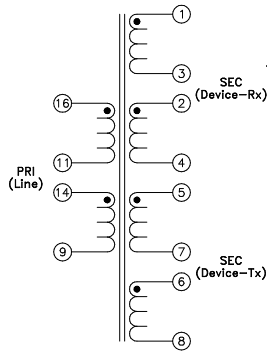 1
3
SEC
(Device-Rx)
16
2
11
4
PRI
(Line)
14
5
9
7
SEC
(Device-Tx)
6
8